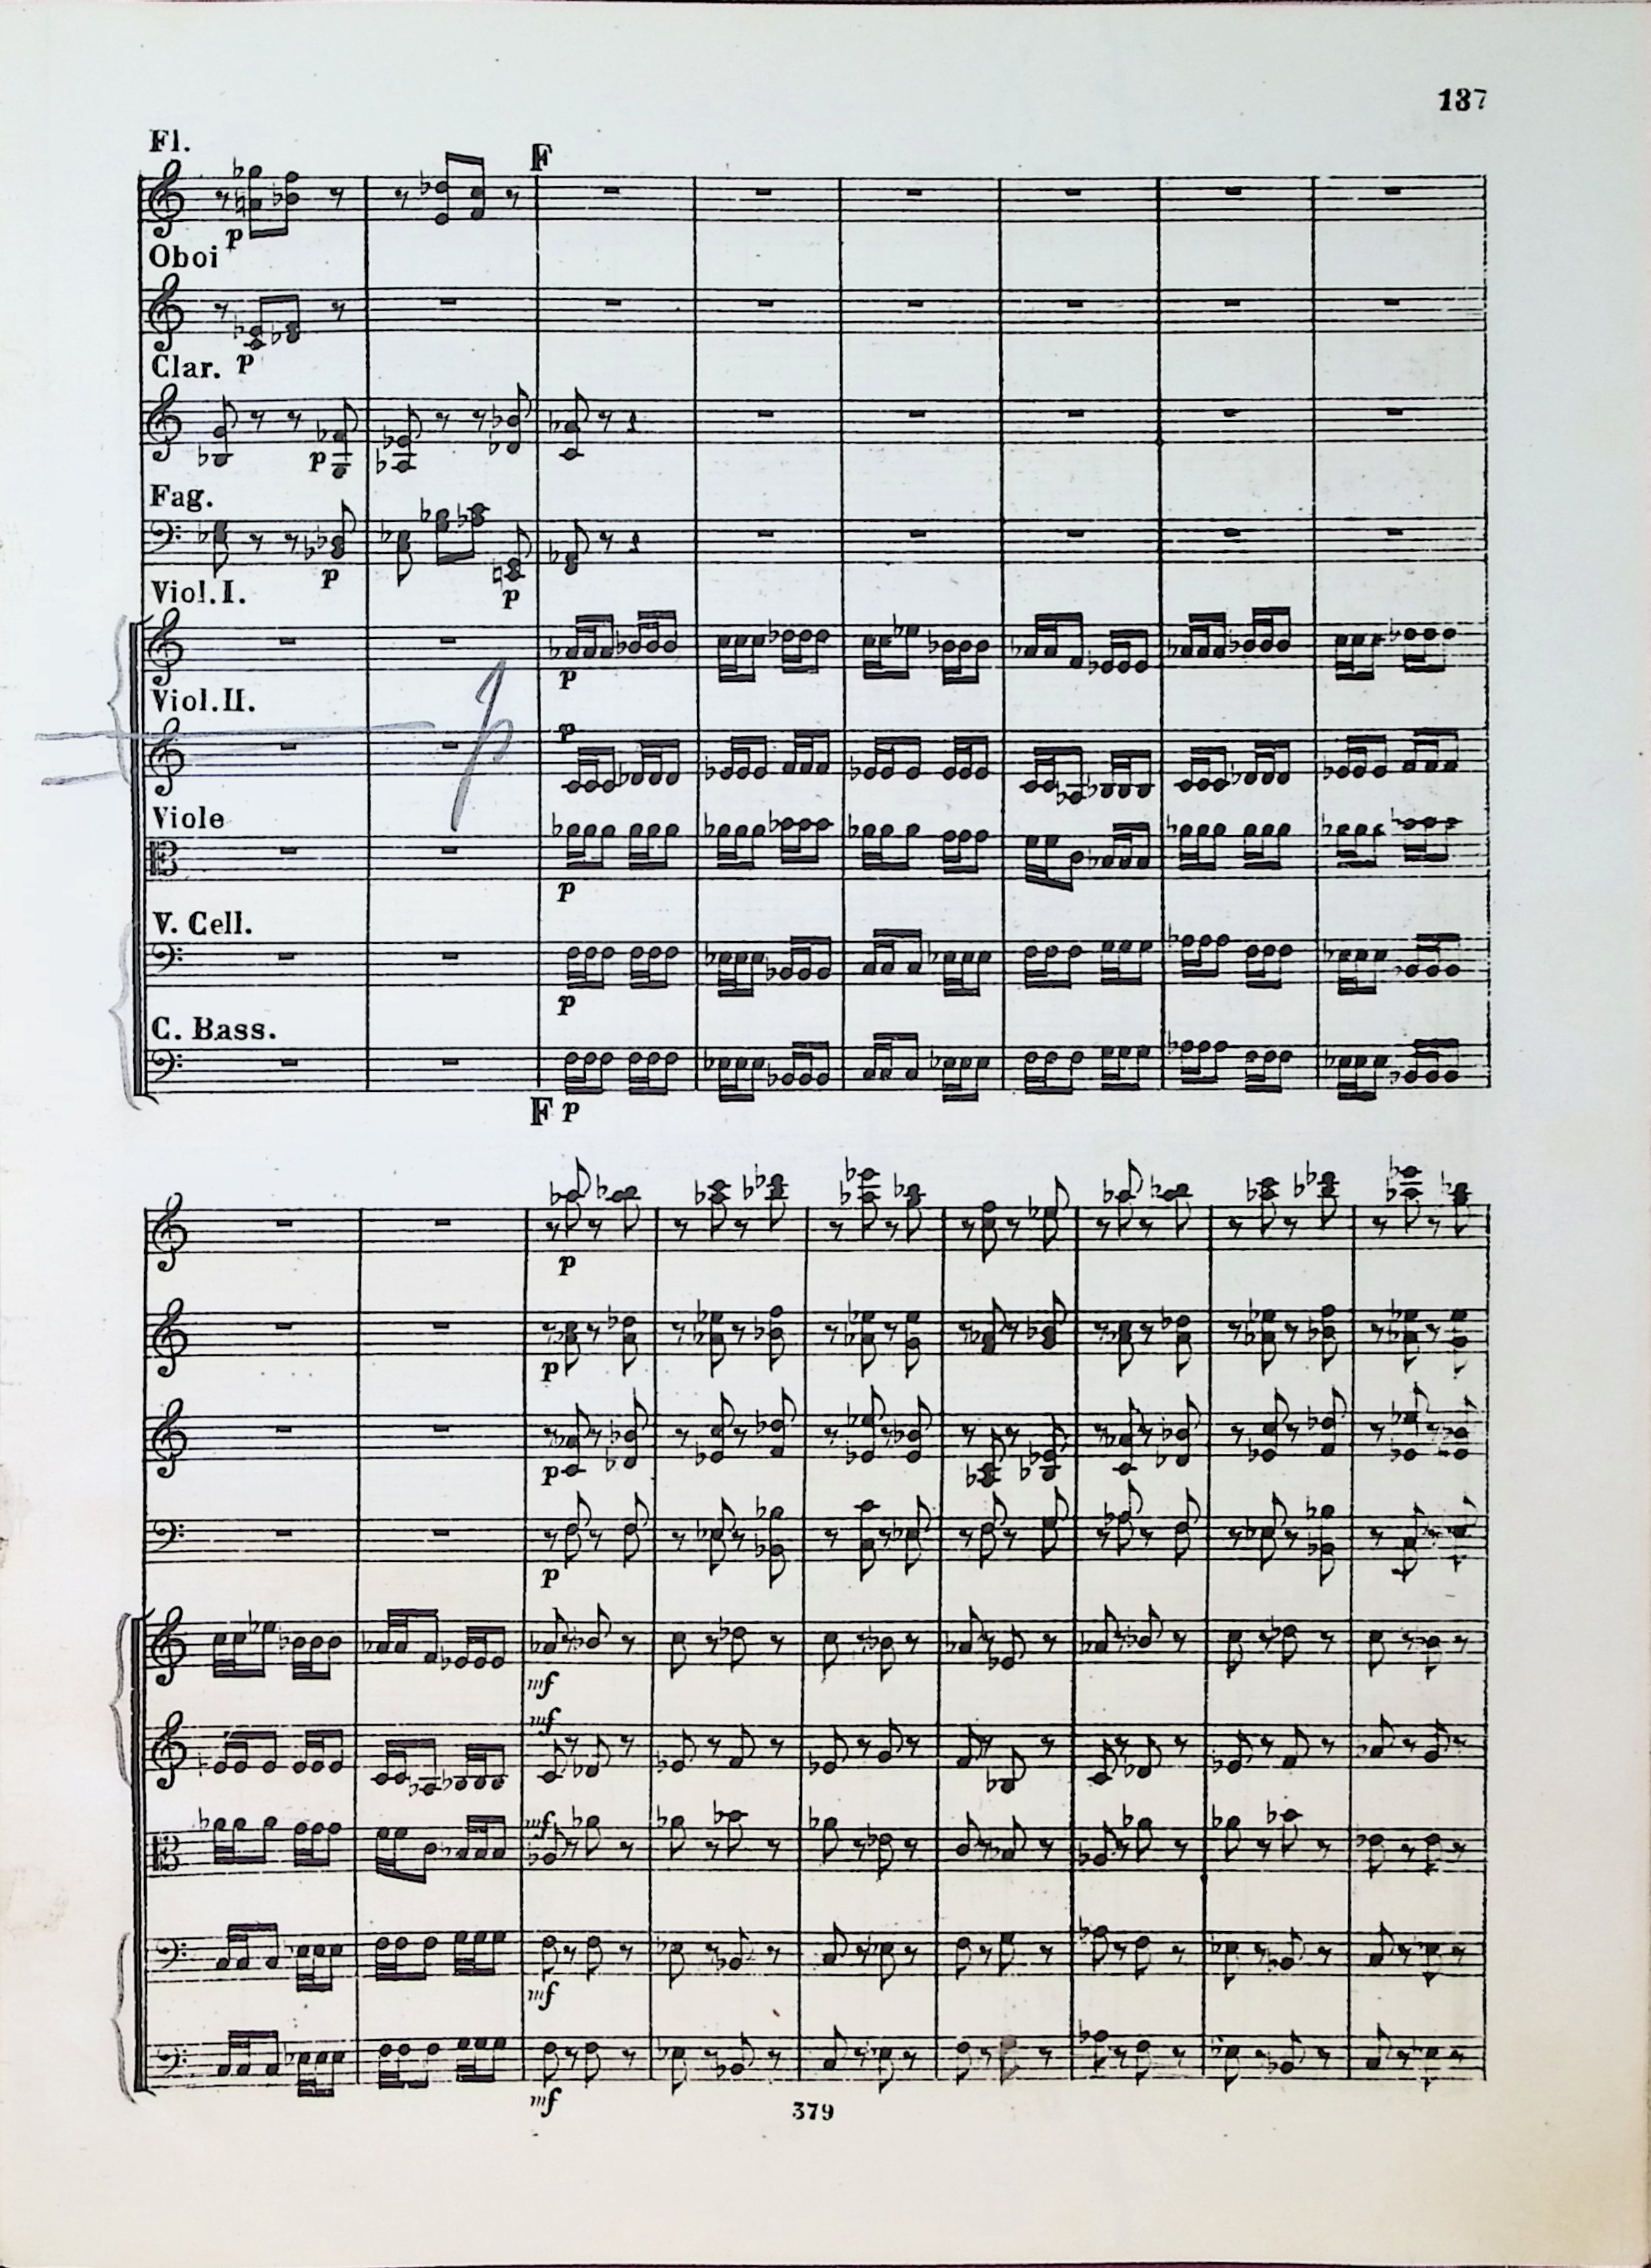 137
Fl.
F
p
Oboi
p
Clar.
p
Fag.
p
p
Viol. I.
p
Viol. II.
p
p
Viole
p
V. Cell.
p
C. Bass.
F p
p
p
p
p
mf
mf
mf
mf
mf
379